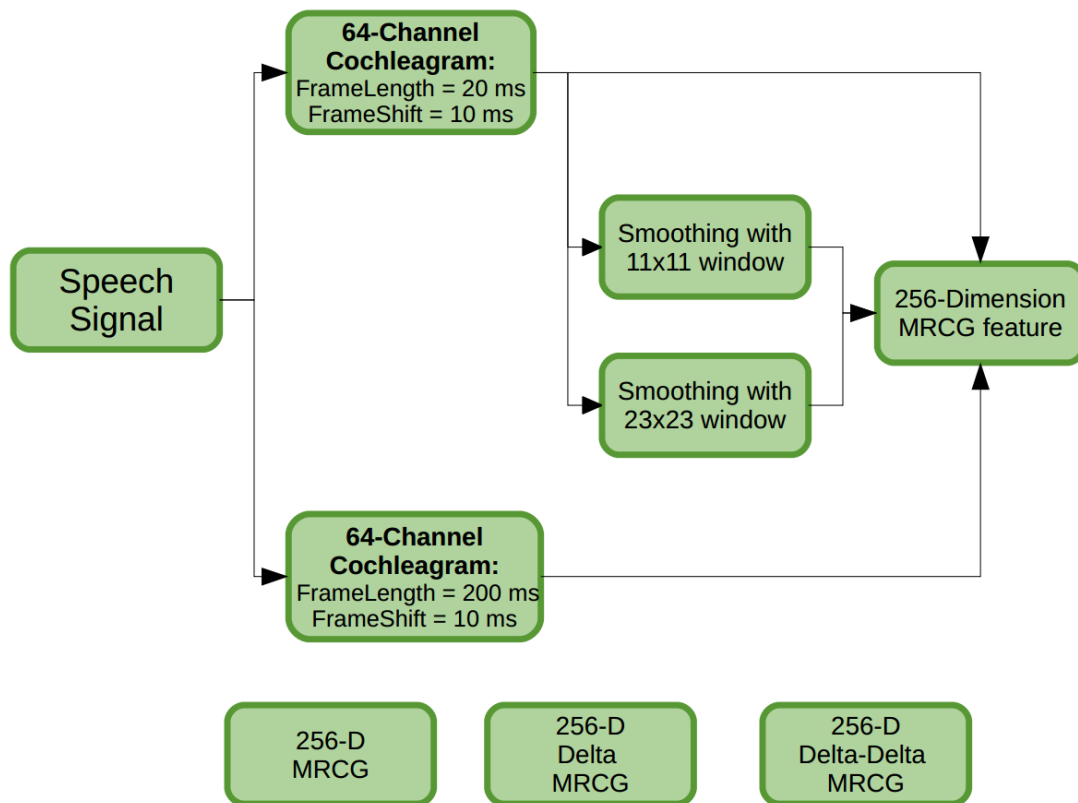 64-Channel
Cochleagram:
FrameLength = 20 ms
FrameShift = 10 ms
Speech
Signal
Smoothing with
11x11 window
Smoothing with
23x23 window
256-Dimension
MRCG feature
64-Channel
Cochleagram:
FrameLength = 200 ms
FrameShift = 10 ms
256-D
MRCG
256-D
Delta
MRCG
256-D
Delta-Delta
MRCG